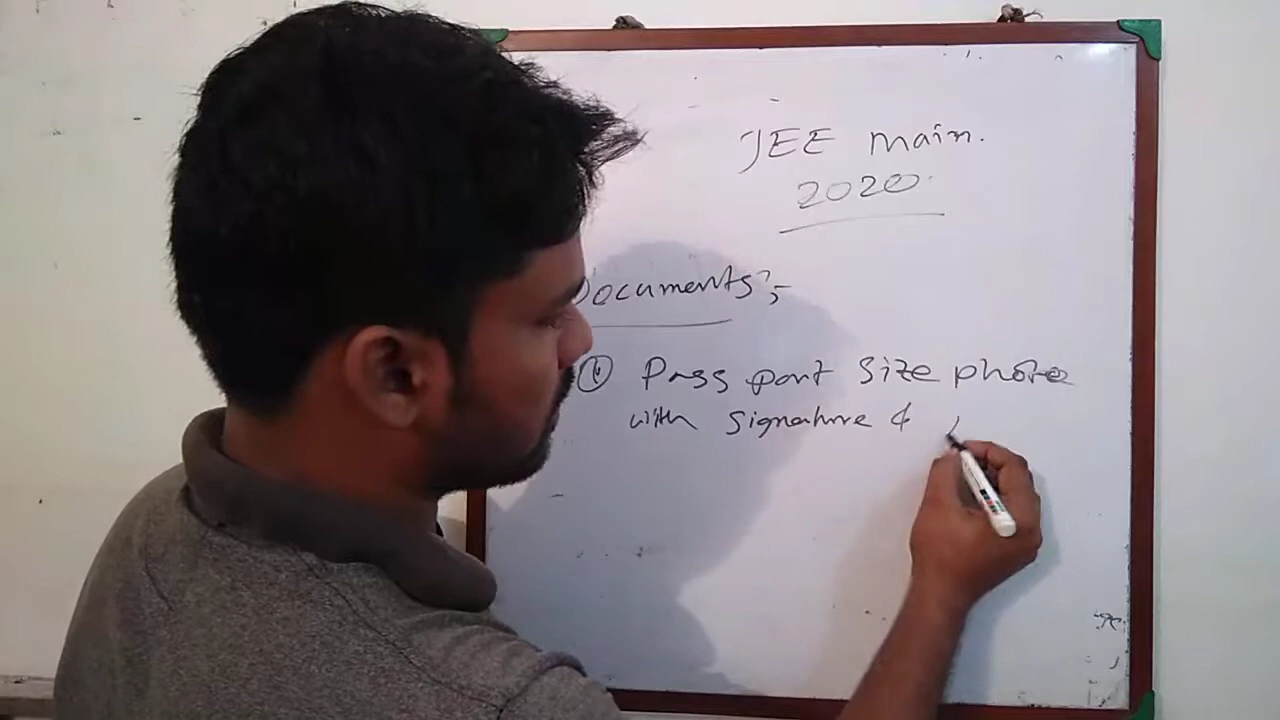 JEE main.
2020.
Documents:-
① Pass port Size photo
with signature &